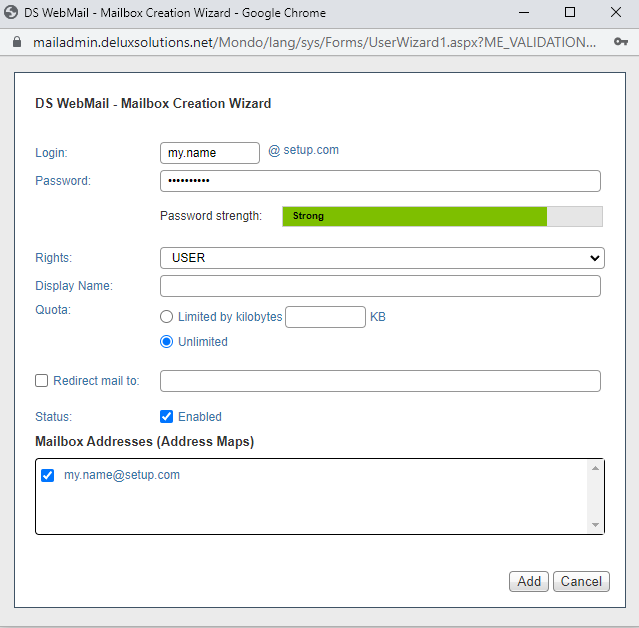 DS WebMail - Mailbox Creation Wizard - Google Chrome
mailadmin.deluxsolutions.net/Mondo/lang/sys/Forms/UserWizard1.aspx?ME_VALIDATION...
DS WebMail - Mailbox Creation Wizard
Login: my.name @ setup.com
Password: ••••••••••
Password strength: Strong
Rights: USER
Display Name:
Quota: Limited by kilobytes KB
Unlimited
Redirect mail to:
Status: Enabled
Mailbox Addresses (Address Maps)
my.name@setup.com
Add Cancel